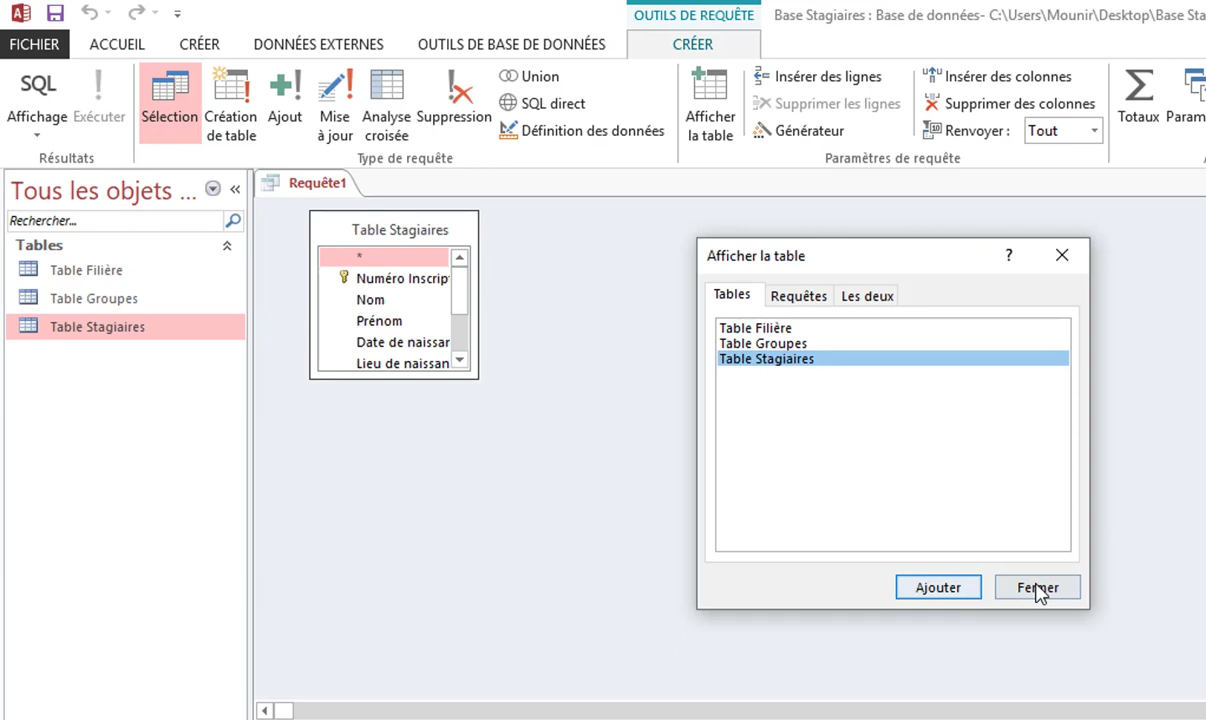 OUTILS DE REQUÊTE
Base Stagiaires : Base de données- C:\Users\Mounir\Desktop\Base Sta
FICHIER ACCUEIL CRÉER DONNÉES EXTERNES OUTILS DE BASE DE DONNÉES CRÉER
SQL
Affichage
Exécuter
Résultats
Sélection
Création
de table
Ajout
Mise
à jour
Analyse
croisée
Suppression
Union
SQL direct
Définition des données
Type de requête
Afficher
la table
Insérer des lignes
Supprimer les lignes
Générateur
Insérer des colonnes
Supprimer des colonnes
Renvoyer : Tout
Paramètres de requête
Totaux
Param
Tous les objets ...
Rechercher...
Tables
Table Filière
Table Groupes
Table Stagiaires
Requête1
Table Stagiaires
*
Numéro Inscrip
Nom
Prénom
Date de naissar
Lieu de naissan
Afficher la table
?
Tables Requêtes Les deux
Table Filière
Table Groupes
Table Stagiaires
Ajouter Fermer